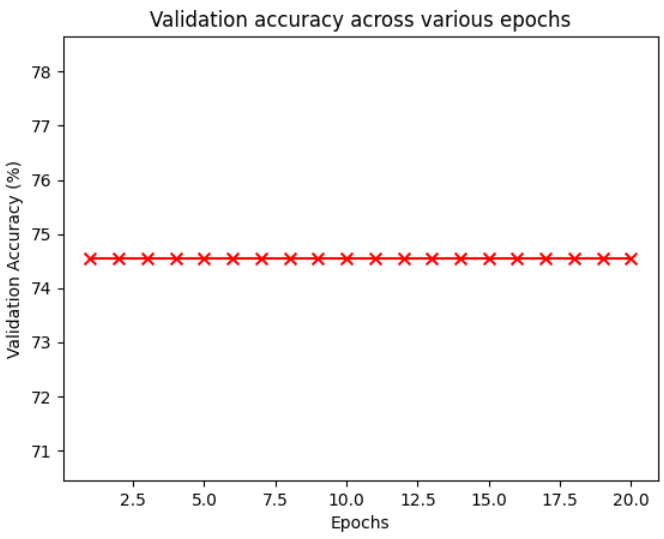 Validation accuracy across various epochs
78
77
76
75
74
73
72
71
Validation Accuracy (%)
2.5 5.0 7.5 10.0 12.5 15.0 17.5 20.0
Epochs